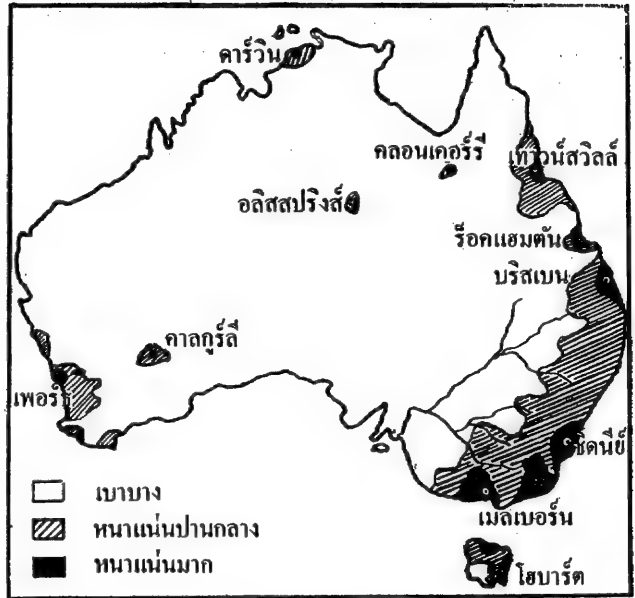 ดาร์วิน
คลอนเคอร์รี
เทาวน์สวิลล์
อลิสสปริงส์
ร็อคแฮมตัน
บริสเบน
คาลกูร์ลี
เพอร์ธ
ซิดนีย์
เบาบาง
หนาแน่นปานกลาง
เมลเบอร์น
หนาแน่นมาก
โฮบาร์ต